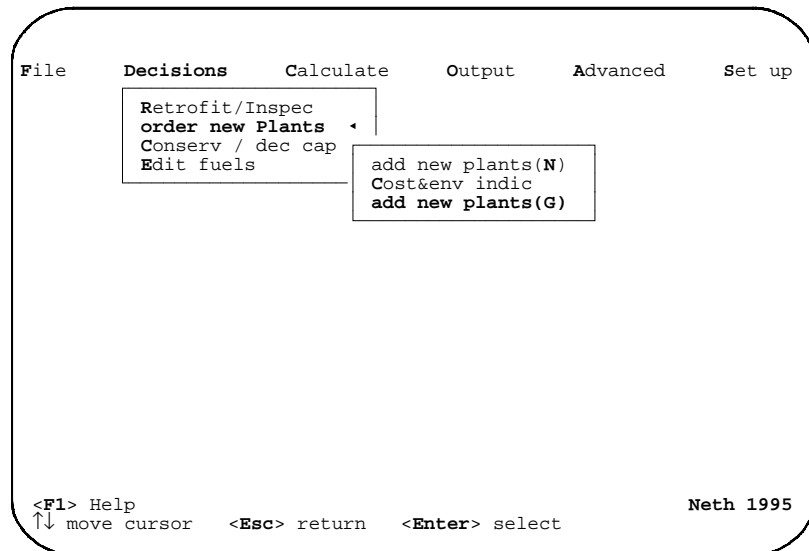 File Decisions Calculate Output Advanced Set up
Retrofit/Inspec
order new Plants ◂
Conserv / dec cap
Edit fuels
add new plants(N)
Cost&env indic
add new plants(G)
<F1> Help Neth 1995
↑↓ move cursor <Esc> return <Enter> select